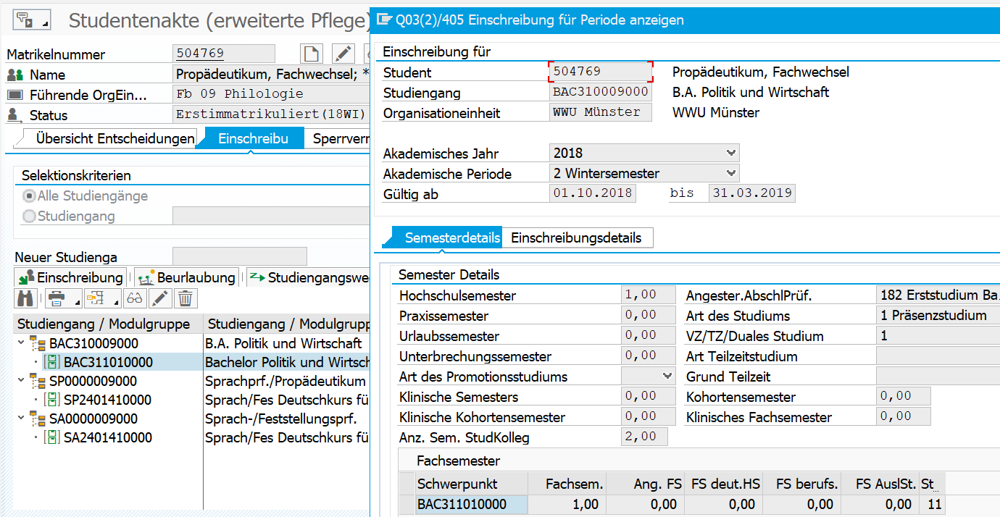 Studentenakte (erweiterte Pflege)
Matrikelnummer 504769
Name Propädeutikum, Fachwechsel; *
Führende OrgEin... Fb 09 Philologie
Status Erstimmatrikuliert(18WI)
Übersicht Entscheidungen Einschreibu Sperrverr
Selektionskriterien
Alle Studiengänge
Studiengang
Neuer Studienga
Einschreibung Beurlaubung Studiengangswe
Studiengang / Modulgruppe Studiengang / Modulgrupp
BAC310009000 B.A. Politik und Wirtschaft
BAC311010000 Bachelor Politik und Wirtsch
SP0000009000 Sprachprf./Propädeutikum
SP2401410000 Sprach/Fes Deutschkurs fü
SA0000009000 Sprach-/Feststellungsprf.
SA2401410000 Sprach/Fes Deutschkurs fü
Q03(2)/405 Einschreibung für Periode anzeigen
Einschreibung für
Student 504769 Propädeutikum, Fachwechsel
Studiengang BAC310009000 B.A. Politik und Wirtschaft
Organisationeinheit WWU Münster WWU Münster
Akademisches Jahr 2018
Akademische Periode 2 Wintersemester
Gültig ab 01.10.2018 bis 31.03.2019
Semesterdetails Einschreibungsdetails
Semester Details
Hochschulsemester 1,00 Angester.AbschlPrüf. 182 Erststudium Ba.
Praxissemester 0,00 Art des Studiums 1 Präsenzstudium
Urlaubssemester 0,00 VZ/TZ/Duales Studium 1
Unterbrechungssemester 0,00 Art Teilzeitstudium
Art des Promotionsstudiums Grund Teilzeit
Klinische Semesters 0,00 Kohortensemester 0,00
Klinische Kohortensemester 0,00 Klinisches Fachsemester 0,00
Anz. Sem. StudKolleg 2,00
Fachsemester
Schwerpunkt Fachsem. Ang. FS FS deut.HS FS berufs. FS AuslSt. St...
BAC311010000 1,00 0,00 0,00 0,00 0,00 11